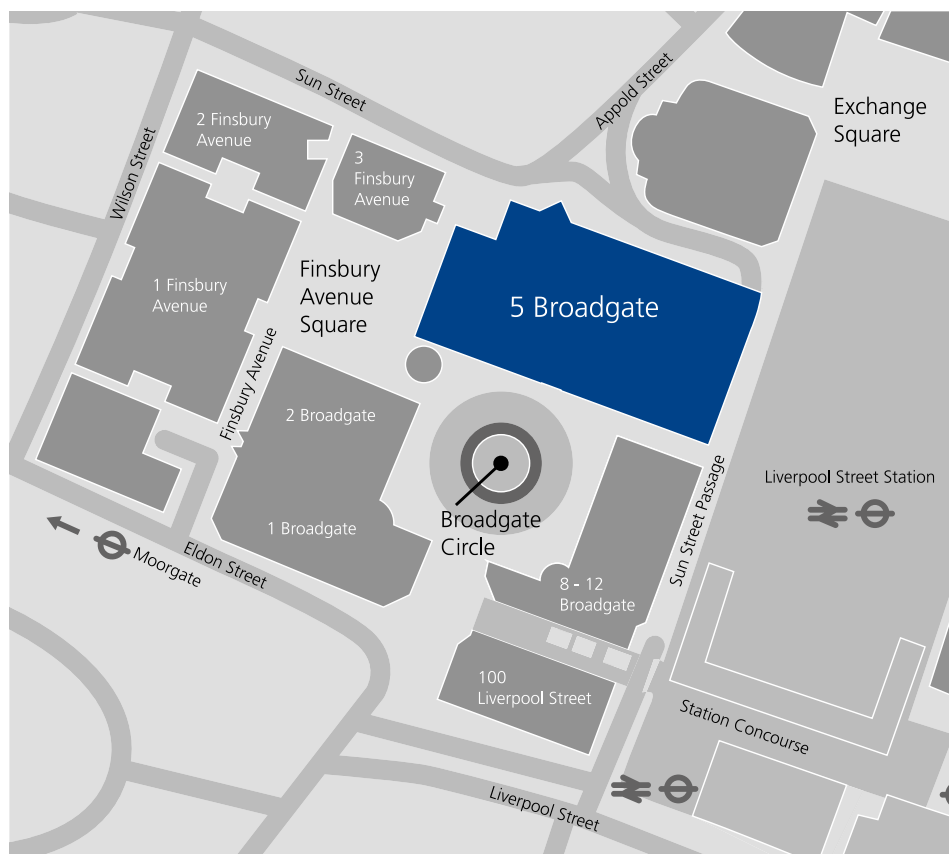 Sun Street
Appold Street
Exchange
Square
2 Finsbury
Avenue
3
Finsbury
Avenue
Wilson Street
1 Finsbury
Avenue
Finsbury
Avenue
Square
5 Broadgate
Finsbury Avenue
2 Broadgate
1 Broadgate
Broadgate
Circle
Liverpool Street Station
Sun Street Passage
Moorgate
Eldon Street
8 - 12
Broadgate
100
Liverpool Street
Station Concourse
Liverpool Street